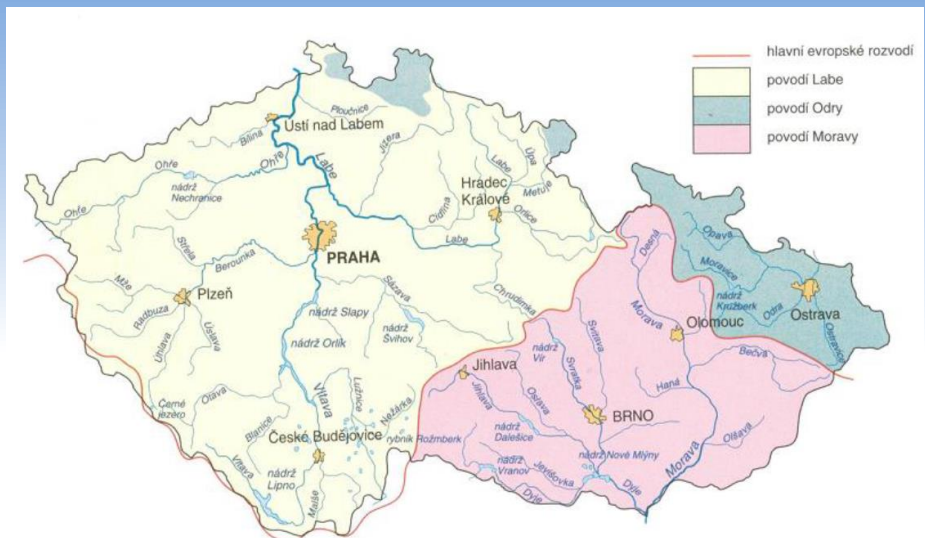 hlavní evropské rozvodí
povodí Labe
povodí Odry
povodí Moravy
Ploučnice
Ústí nad Labem
Bílina
Jizera
Ohře
Ohře
Labe
Labe
Úpa
Metuje
nádrž
Nechranice
Hradec
Králové
Cidlina
Orlice
Ohře
Labe
Střela
Berounka
PRAHA
Desná
Opava
Moravice
Mže
Plzeň
Radbuza
Sázava
Chrudimka
nádrž
Kružberk
Odra
Ostrava
Ostravice
Úhlava
Úslava
nádrž Slapy
nádrž
Švihov
nádrž Orlík
Morava
Olomouc
Svitava
nádrž
Vír
Svratka
Bečva
Jihlava
Jihlava
Oslava
Haná
Černé
jezero
Otava
Vltava
Lužnice
Nežárka
BRNO
Blanice
České Budějovice
rybník Rožmberk
nádrž
Dalešice
Olšava
nádrž Nové Mlýny
Morava
Vltava
nádrž
Lipno
Malše
nádrž
Vranov
Jevišovka
Dyje
Dyje